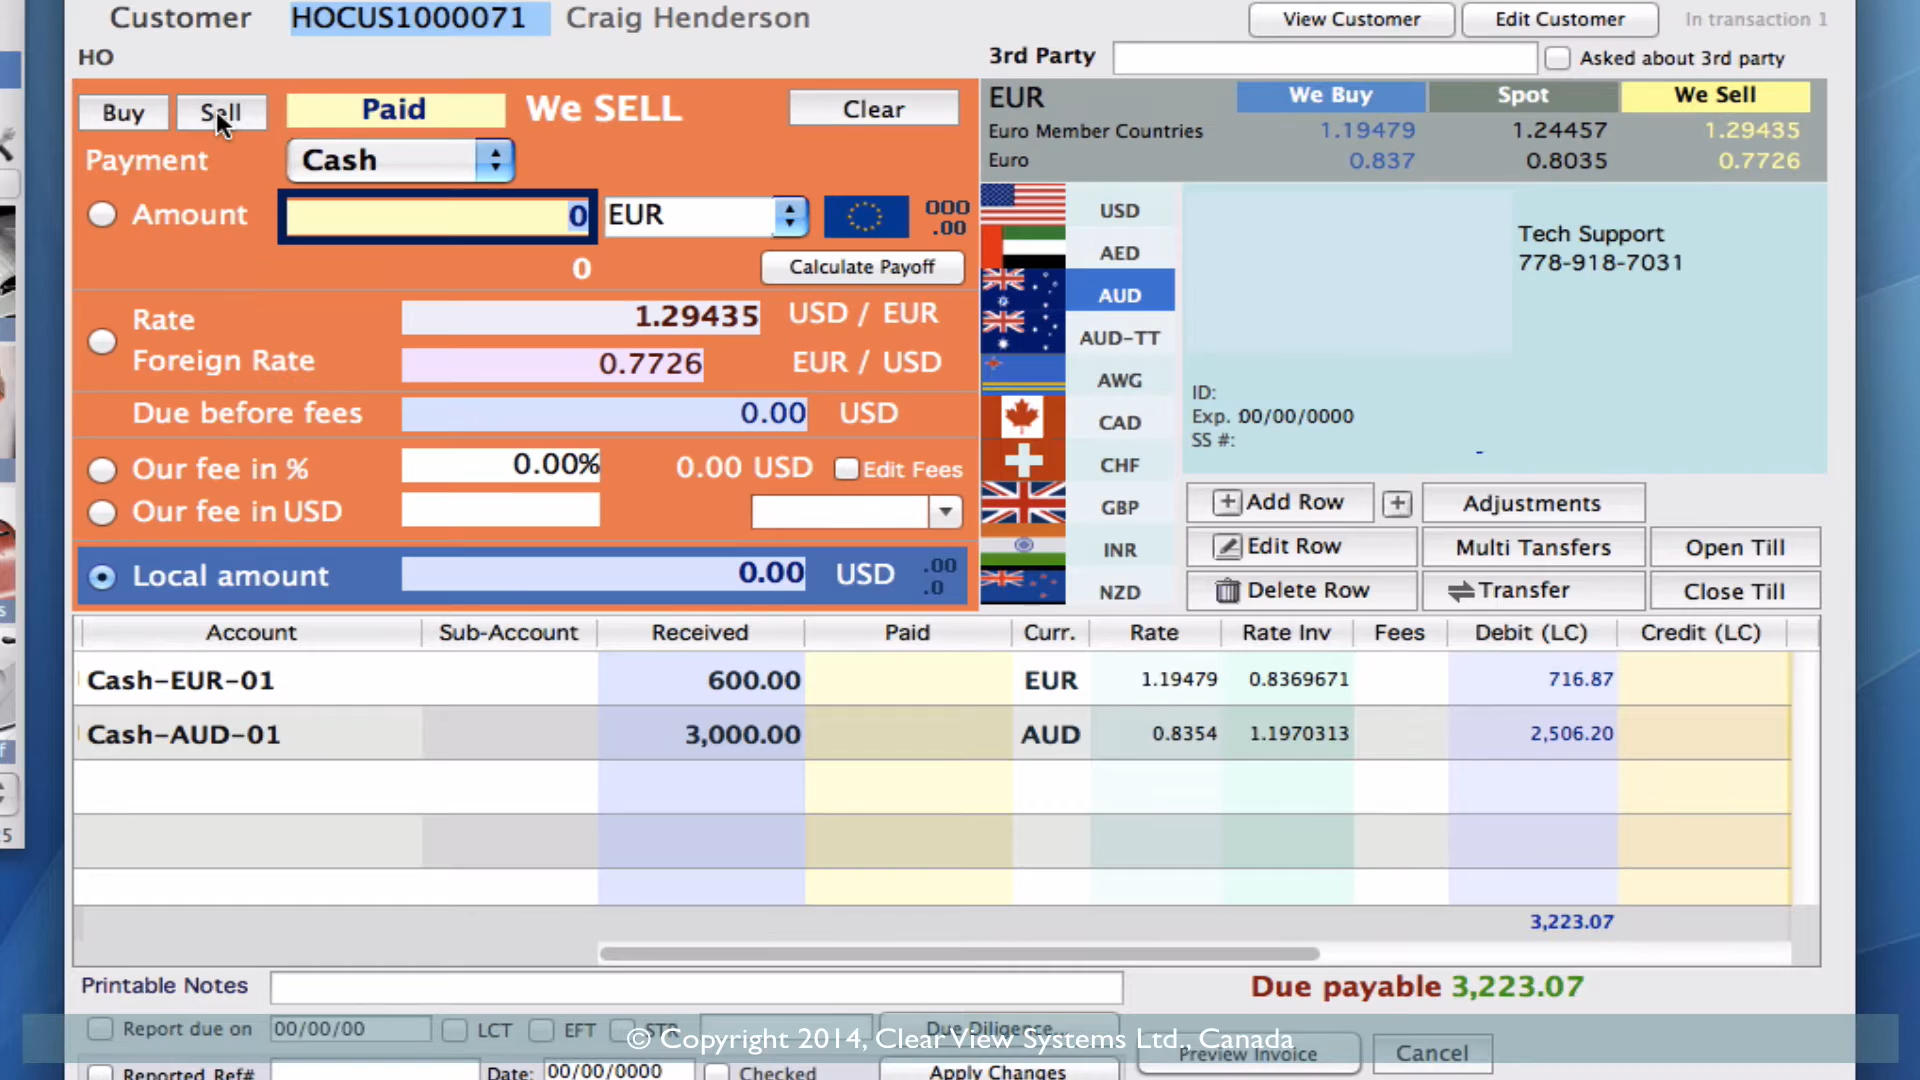 Customer HOCUS1000071 Craig Henderson View Customer Edit Customer In transaction 1
HO 3rd Party Asked about 3rd party
Buy Sell Paid We SELL Clear
EUR We Buy Spot We Sell
Euro Member Countries 1.19479 1.24457 1.29435
Euro 0.837 0.8035 0.7726
Payment Cash
Amount 0 EUR 000
.00
0 Calculate Payoff
Rate 1.29435 USD / EUR
Foreign Rate 0.7726 EUR / USD
Due before fees 0.00 USD
Our fee in % 0.00% 0.00 USD Edit Fees
Our fee in USD
Local amount 0.00 USD .00
.0
USD
AED
AUD
AUD-TT
AWG
CAD
CHF
GBP
INR
NZD
Tech Support
778-918-7031
ID:
Exp. 00/00/0000
SS #:
-
Add Row Adjustments
Edit Row Multi Tansfers Open Till
Delete Row Transfer Close Till
Account Sub-Account Received Paid Curr. Rate Rate Inv Fees Debit (LC) Credit (LC)
Cash-EUR-01 600.00 EUR 1.19479 0.8369671 716.87
Cash-AUD-01 3,000.00 AUD 0.8354 1.1970313 2,506.20
3,223.07
Printable Notes Due payable 3,223.07
Report due on 00/00/00 LCT EFT STR Due Diligence...
© Copyright 2014, Clear View Systems Ltd., Canada
Preview Invoice Cancel
Reported Ref# Date: 00/00/0000 Checked Apply Changes